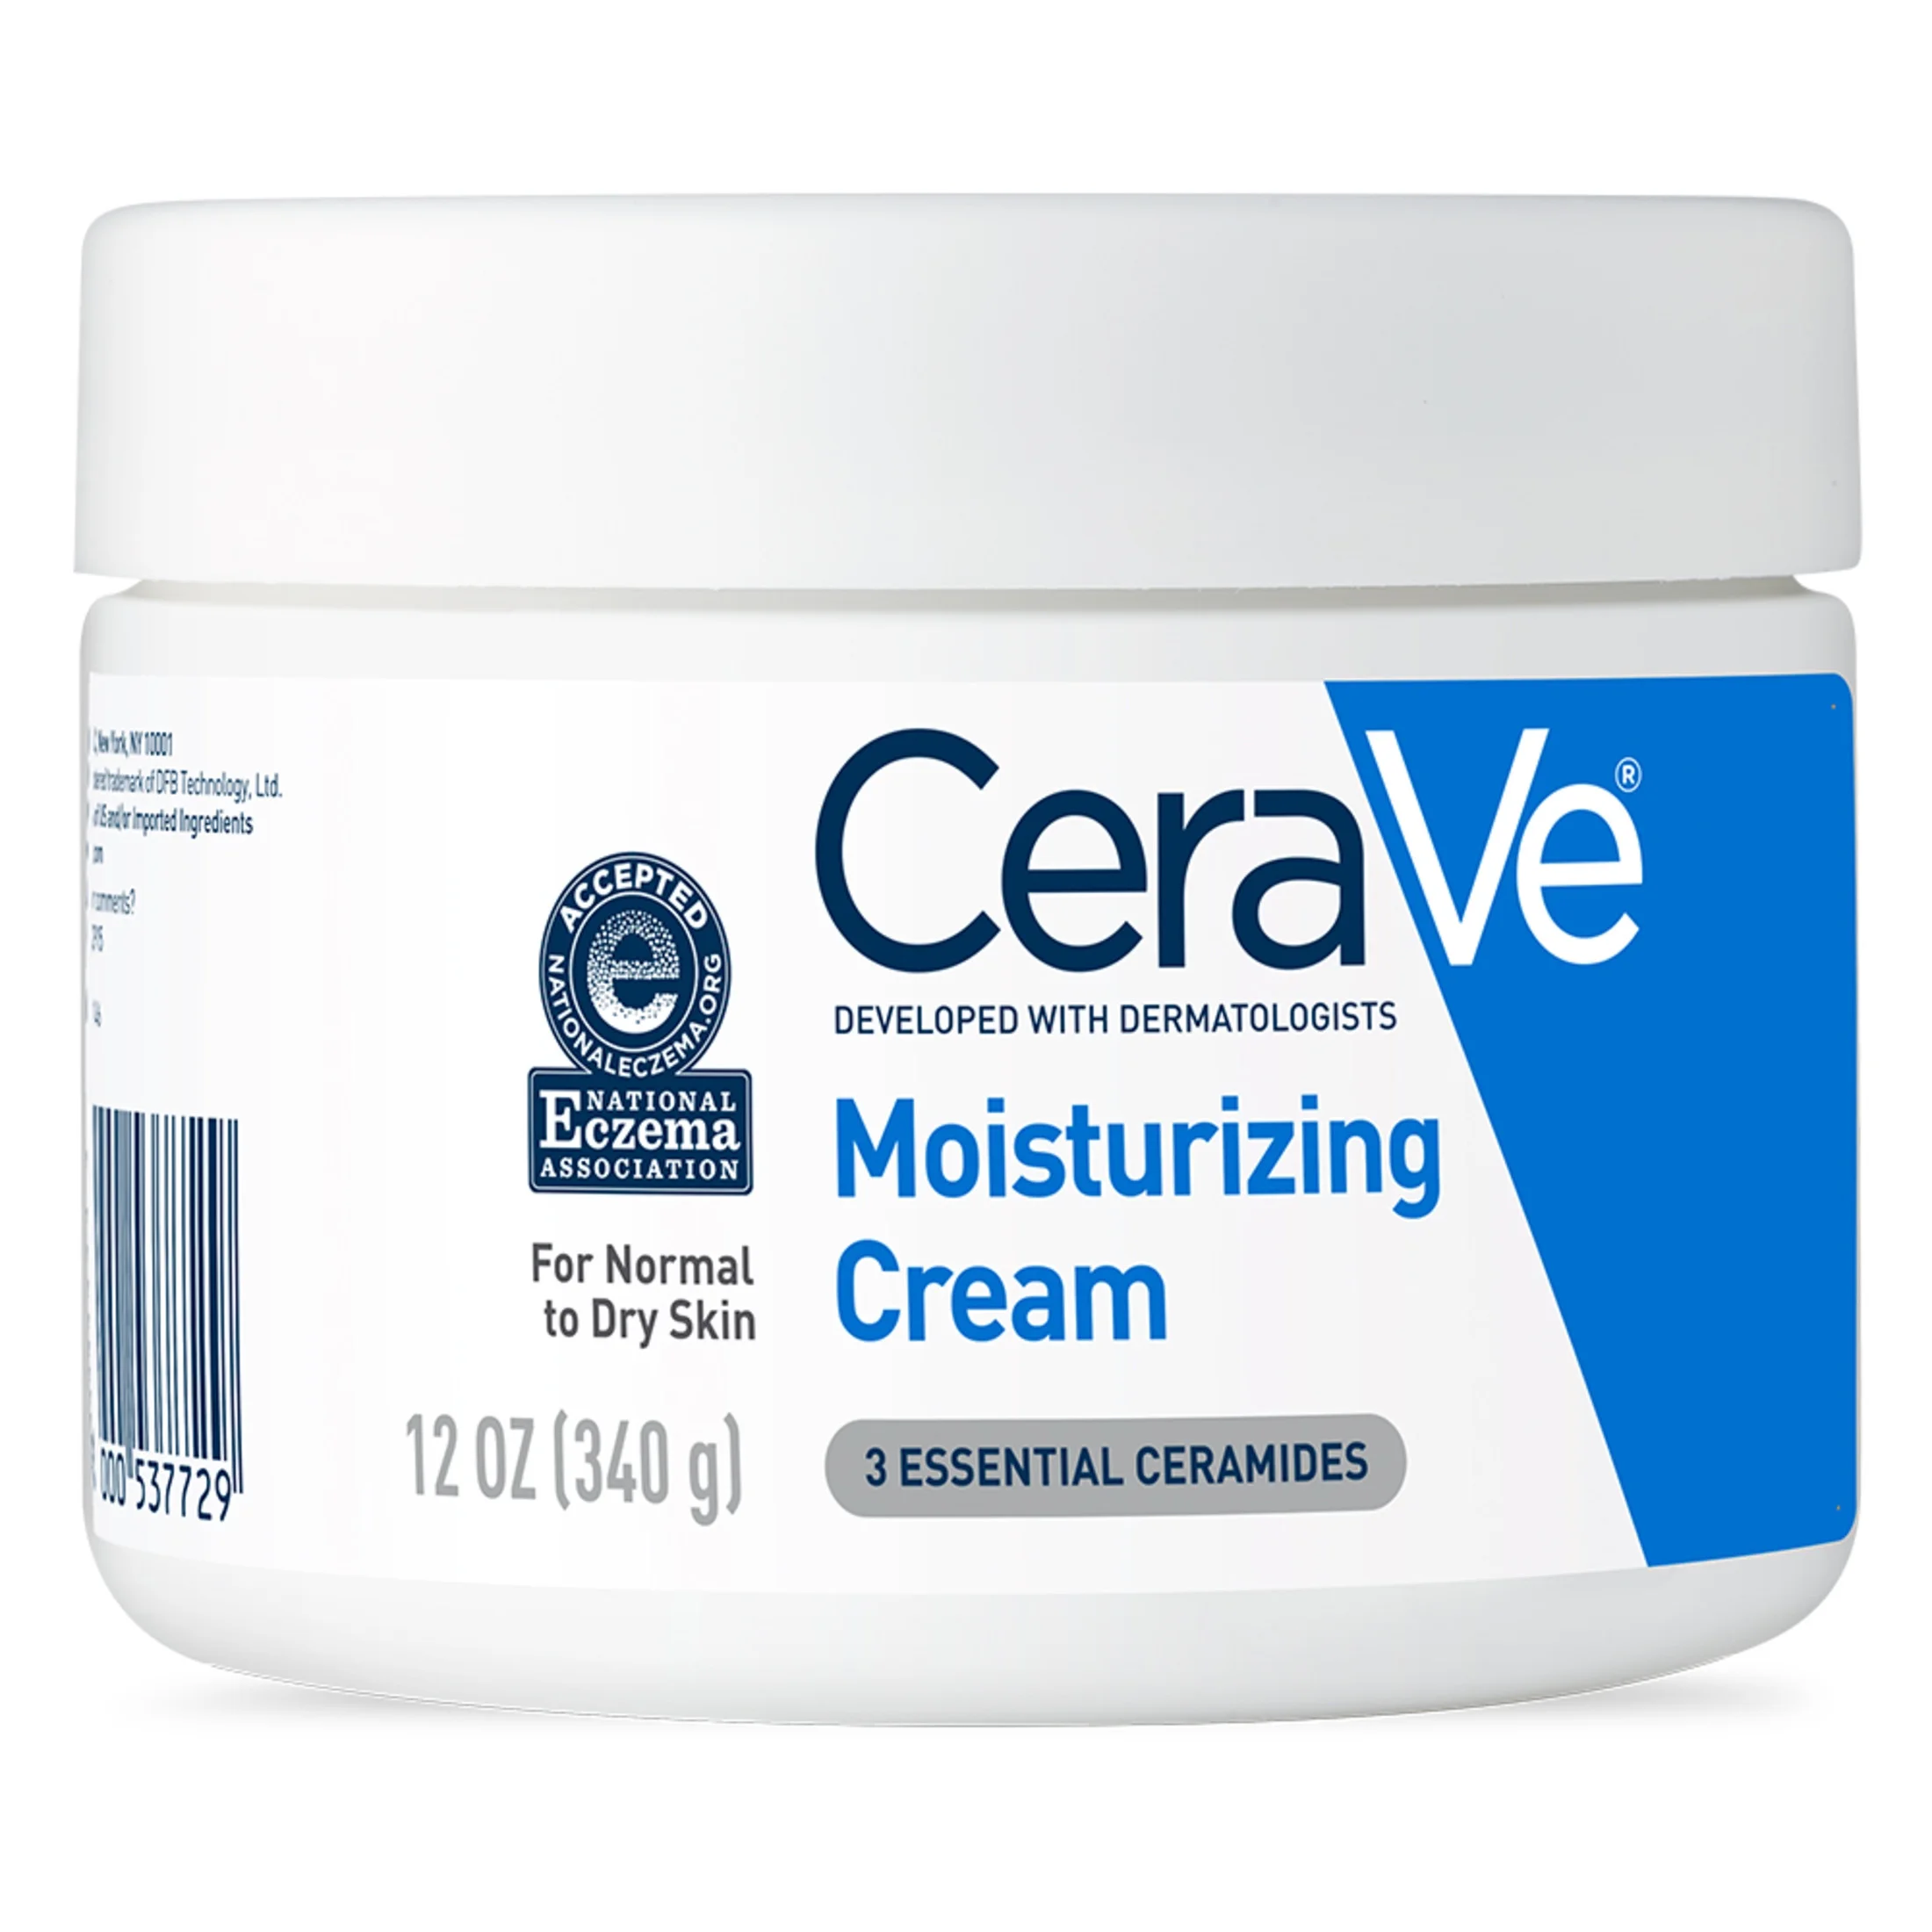 New York, NY 10001
trademark of DFB Technology, Ltd.
US and/or Imported Ingredients
comments?
000 537729
ACCEPTED
NATIONALECZEMA.ORG
e
NATIONAL
Eczema
ASSOCIATION
For Normal
to Dry Skin
12 OZ (340 g)
CeraVe®
DEVELOPED WITH DERMATOLOGISTS
Moisturizing
Cream
3 ESSENTIAL CERAMIDES